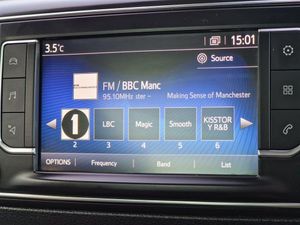 3.5°C
15:01
FM / BBC Manc
Source
95.10MHz ster – Making Sense of Manchester
1
LBC
Magic
Smooth
KISSTOR
Y R&B
2
3
4
5
6
OPTIONS
Frequency
Band
List